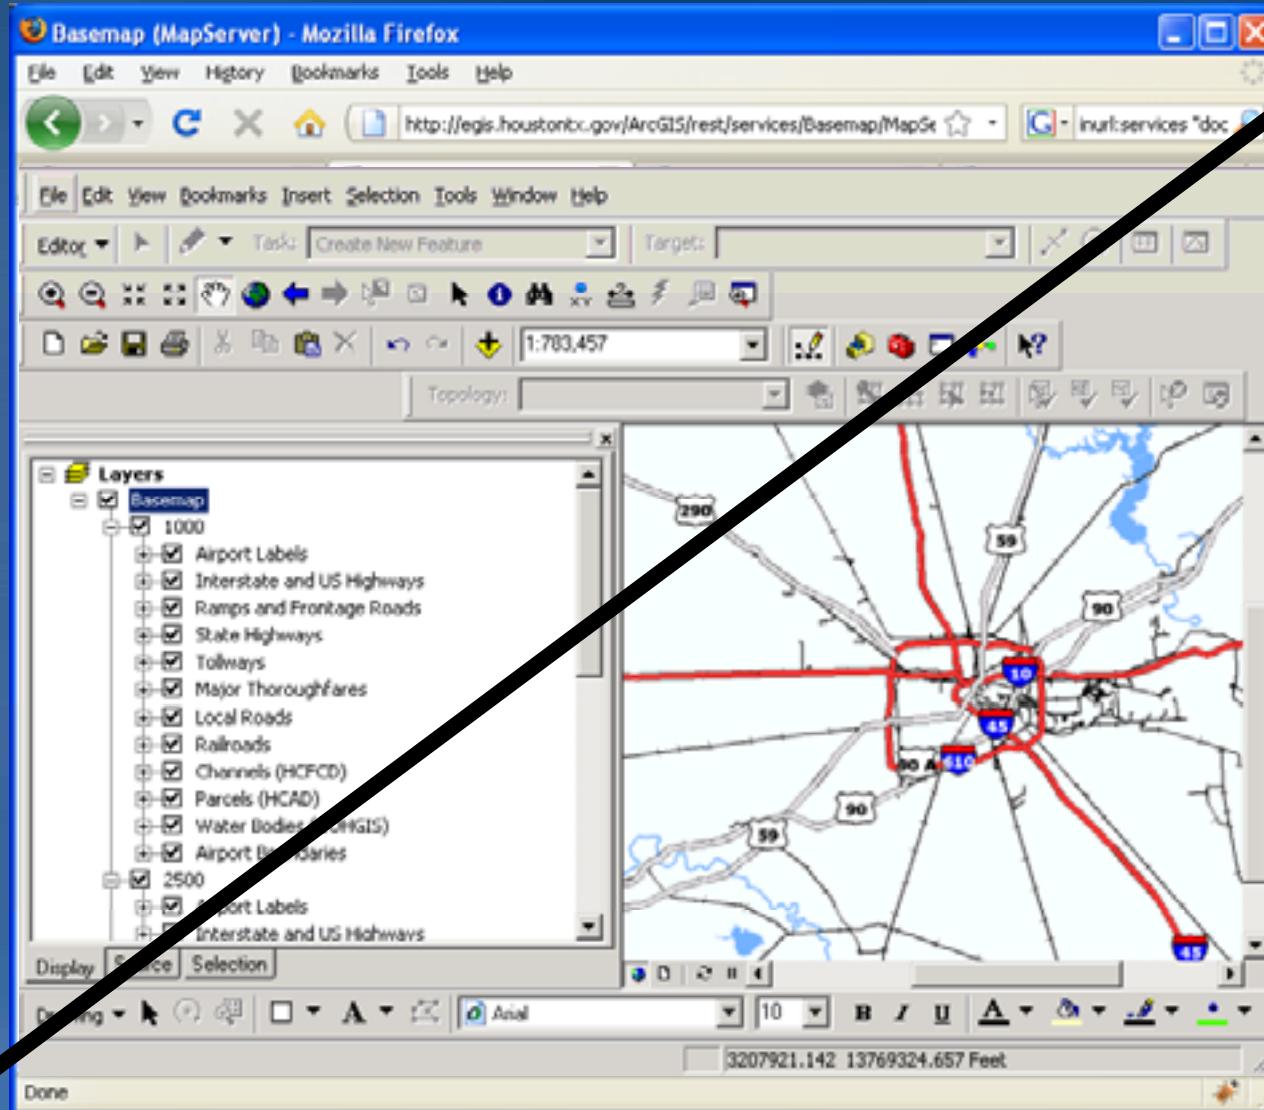 Basemap (MapServer) - Mozilla Firefox
File Edit View History Bookmarks Tools Help
http://egis.houstontx.gov/ArcGIS/rest/services/Basemap/MapSe inurl:services "doc
File Edit View Bookmarks Insert Selection Tools Window Help
Editor Task: Create New Feature Target:
1:783,457
Topology:
Layers
Basemap
1000
Airport Labels
Interstate and US Highways
Ramps and Frontage Roads
State Highways
Tollways
Major Thoroughfares
Local Roads
Railroads
Channels (HCFCD)
Parcels (HCAD)
Water Bodies
Airport
2500
Labels
Interstate and US Highways
Display Selection
290
59
90
10
45
610
90 A
90
59
45
A Arial 10 B I U A
3207921.142 13769324.657 Feet
Done